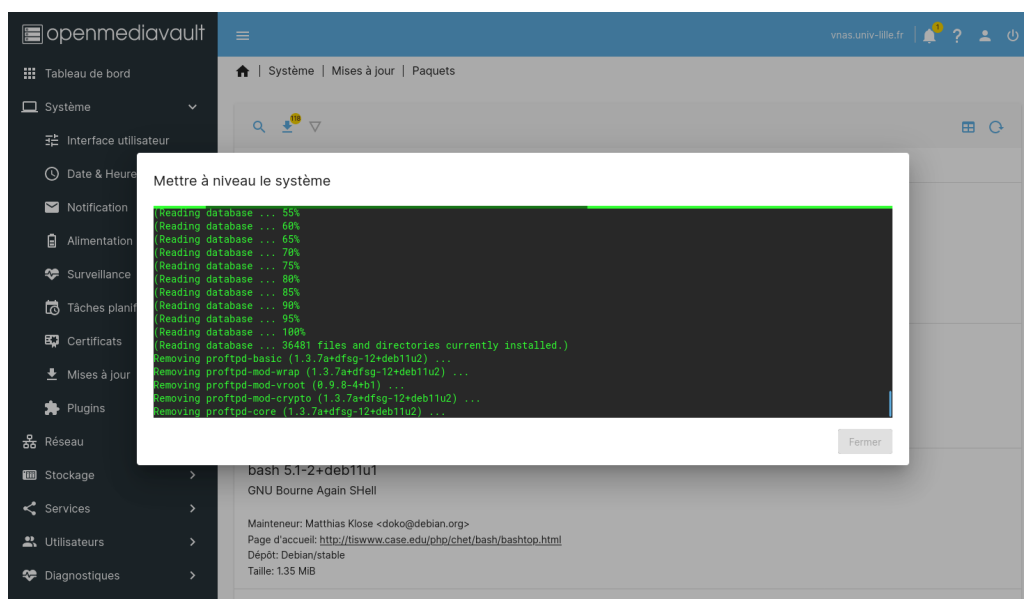 openmediavault
vnas.univ-lille.fr
1
?
Tableau de bord
Système
Interface utilisateur
Date & Heure
Notification
Alimentation
Surveillance
Tâches planif
Certificats
Mises à jour
Plugins
Réseau
Stockage
Services
Utilisateurs
Diagnostiques
| Système | Mises à jour | Paquets
118
Mettre à niveau le système
(Reading database ... 55%
(Reading database ... 60%
(Reading database ... 65%
(Reading database ... 70%
(Reading database ... 75%
(Reading database ... 80%
(Reading database ... 85%
(Reading database ... 90%
(Reading database ... 95%
(Reading database ... 100%
(Reading database ... 36481 files and directories currently installed.)
Removing proftpd-basic (1.3.7a+dfsg-12+deb11u2) ...
Removing proftpd-mod-wrap (1.3.7a+dfsg-12+deb11u2) ...
Removing proftpd-mod-vroot (0.9.8-4+b1) ...
Removing proftpd-mod-crypto (1.3.7a+dfsg-12+deb11u2) ...
Removing proftpd-core (1.3.7a+dfsg-12+deb11u2) ...
Fermer
bash 5.1-2+deb11u1
GNU Bourne Again SHell
Mainteneur: Matthias Klose <doko@debian.org>
Page d'accueil: http://tiswww.case.edu/php/chet/bash/bashtop.html
Dépôt: Debian/stable
Taille: 1.35 MiB